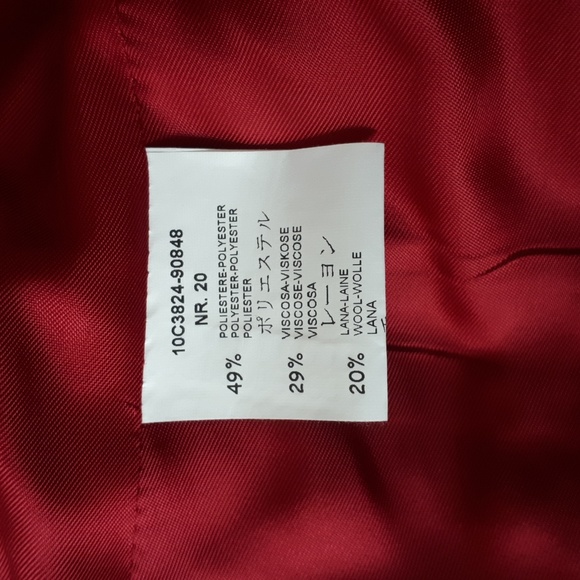 10C3824-90848
NR. 20
49% POLIESTERE-POLYESTER
POLYESTER-POLYESTER
POLIESTER
ポリエステル
29% VISCOSA-VISKOSE
VISCOSE-VISCOSE
VISCOSA
レーヨン
20% LANA-LAINE
WOOL-WOLLE
LANA